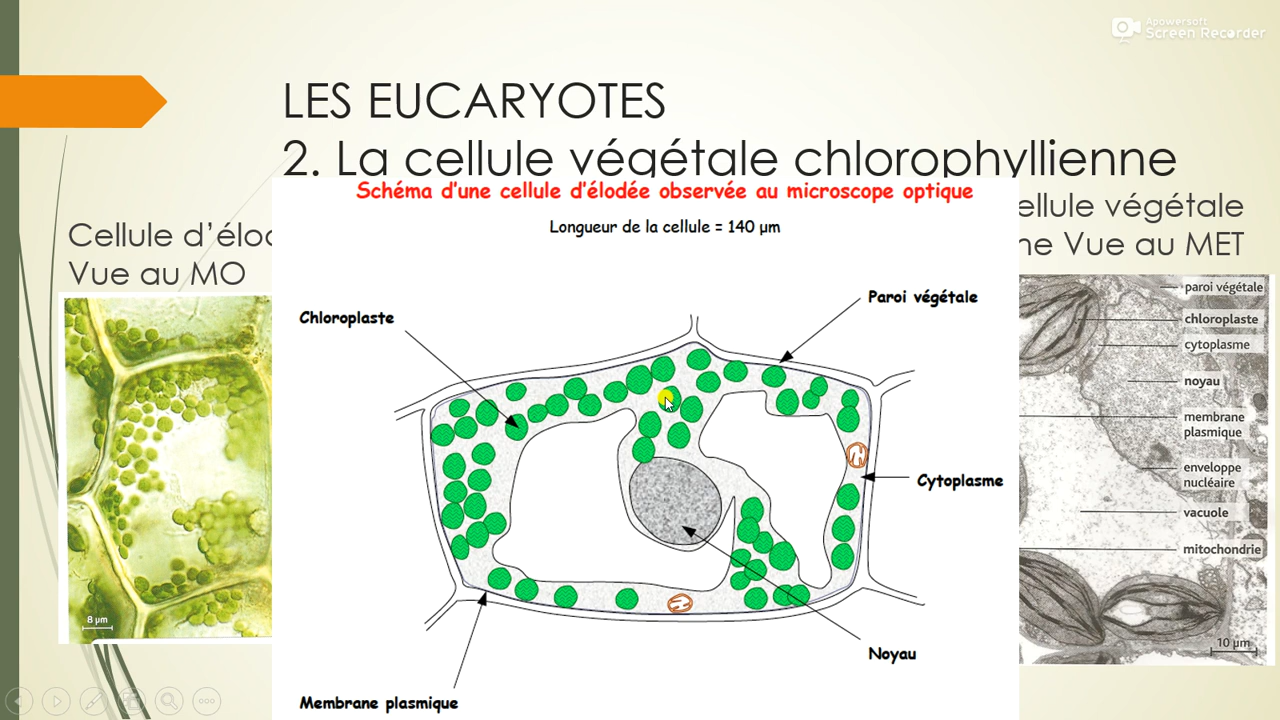 Apowersoft
Screen Recorder
LES EUCARYOTES
2. La cellule végétale chlorophyllienne
Cellule d'éloc
Vue au MO
8 µm
Schéma d'une cellule d'élodée observée au microscope optique
Longueur de la cellule = 140 µm
Chloroplaste
Paroi végétale
Cytoplasme
Noyau
Membrane plasmique
ellule végétale
ne Vue au MET
paroi végétale
chloroplaste
cytoplasme
noyau
membrane
plasmique
enveloppe
nucléaire
vacuole
mitochondrie
10 µm